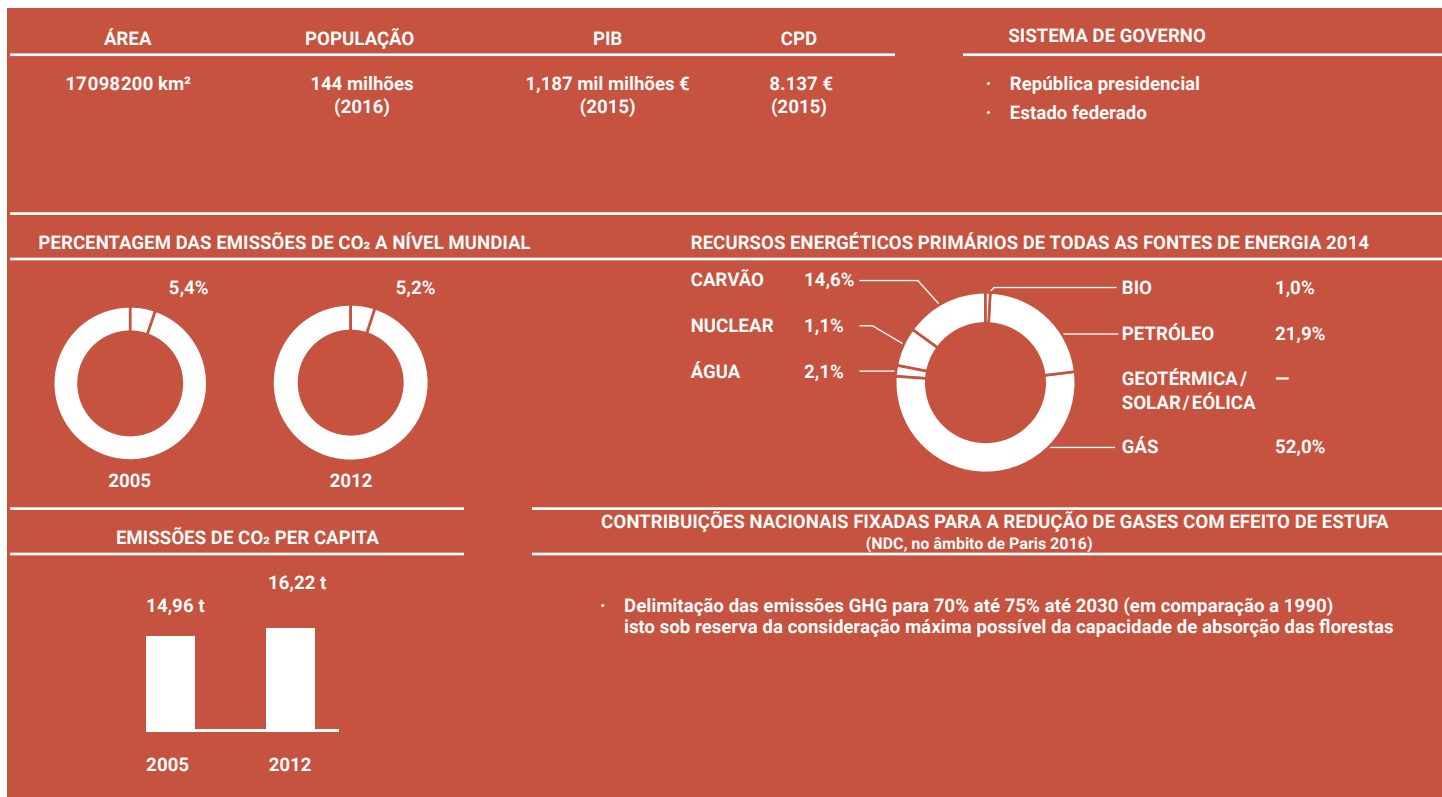 ÁREA
POPULAÇÃO
PIB
CPD
SISTEMA DE GOVERNO
17098200 km²
144 milhões
(2016)
1,187 mil milhões €
(2015)
8.137 €
(2015)
· República presidencial
· Estado federado
PERCENTAGEM DAS EMISSÕES DE CO₂ A NÍVEL MUNDIAL
5,4%
5,2%
2005
2012
RECURSOS ENERGÉTICOS PRIMÁRIOS DE TODAS AS FONTES DE ENERGIA 2014
CARVÃO 14,6%
NUCLEAR 1,1%
ÁGUA 2,1%
BIO 1,0%
PETRÓLEO 21,9%
GEOTÉRMICA/ —
SOLAR/EÓLICA
GÁS 52,0%
EMISSÕES DE CO₂ PER CAPITA
14,96 t
16,22 t
2005
2012
CONTRIBUIÇÕES NACIONAIS FIXADAS PARA A REDUÇÃO DE GASES COM EFEITO DE ESTUFA
(NDC, no âmbito de Paris 2016)
· Delimitação das emissões GHG para 70% até 75% até 2030 (em comparação a 1990)
isto sob reserva da consideração máxima possível da capacidade de absorção das florestas